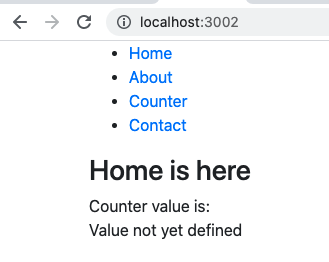 localhost:3002
Home
About
Counter
Contact
Home is here
Counter value is:
Value not yet defined